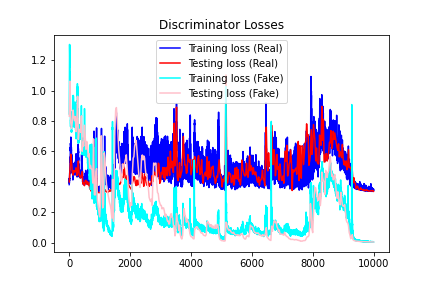 Discriminator Losses
Training loss (Real)
Testing loss (Real)
Training loss (Fake)
Testing loss (Fake)
1.2
1.0
0.8
0.6
0.4
0.2
0.0
0 2000 4000 6000 8000 10000